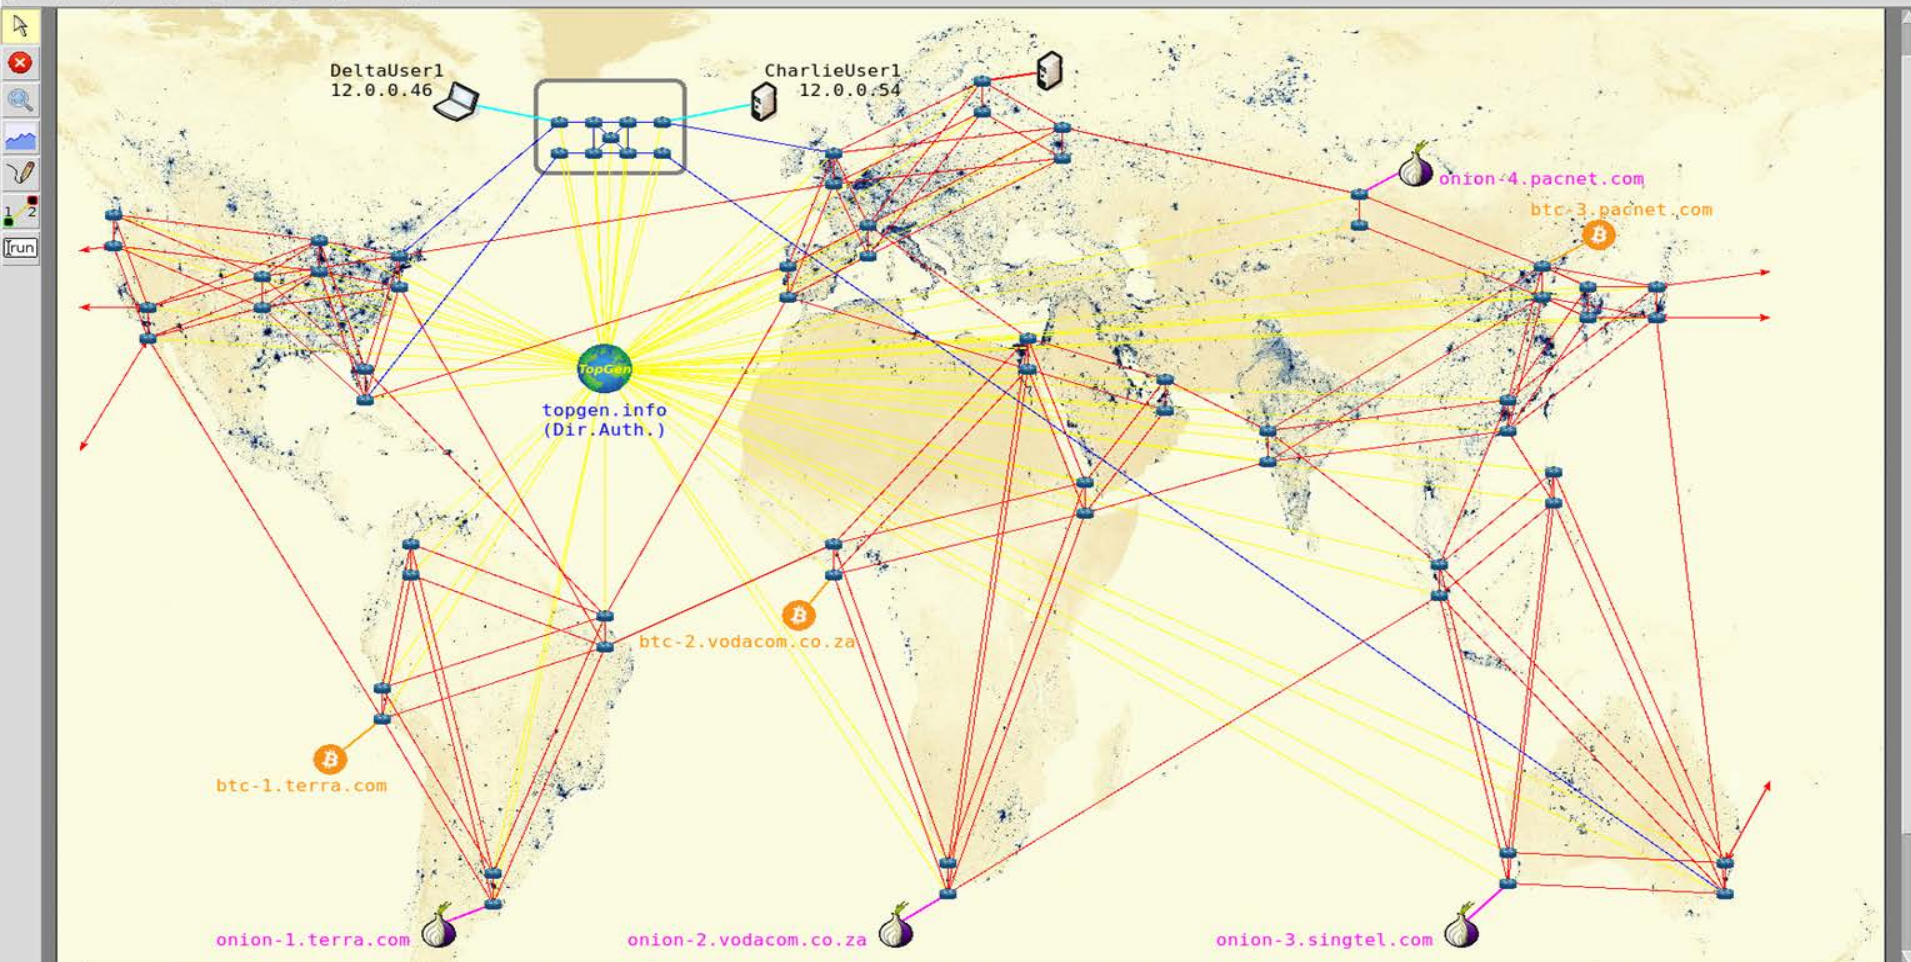 DeltaUser1
12.0.0.46
CharlieUser1
12.0.0.54
onion-4.pacnet.com
btc-3.pacnet.com
1 2
run
TopGen
topgen.info
(Dir.Auth.)
btc-2.vodacom.co.za
btc-1.terra.com
onion-1.terra.com
onion-2.vodacom.co.za
onion-3.singtel.com